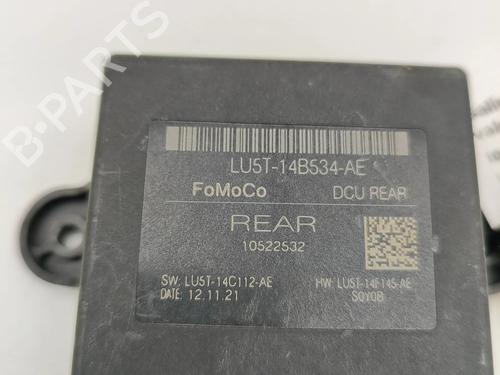 LU5T-14B534-AE
FoMoCo DCU REAR
REAR
10522532
SW: LU5T-14C112-AE HW: LU5T-14F145-AE
DATE: 12.11.21 S0Y0B
B-PARTS